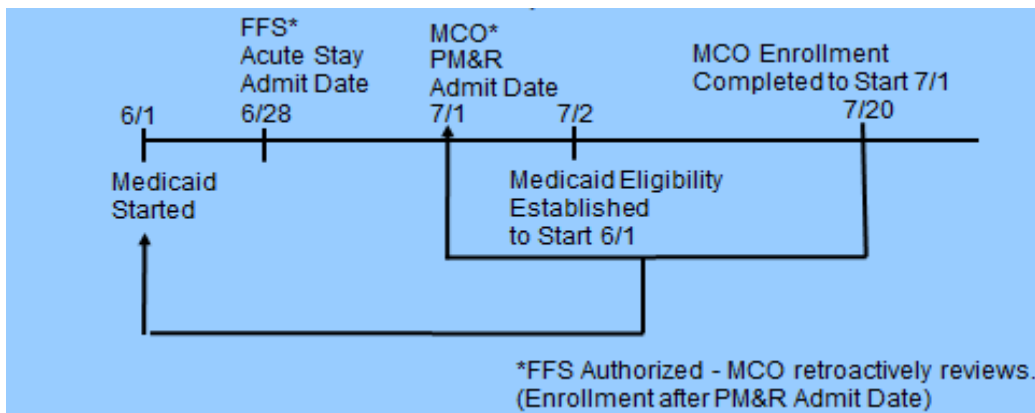 FFS*
Acute Stay
Admit Date
6/28
MCO*
PM&R
Admit Date
7/1
MCO Enrollment
Completed to Start 7/1
7/20
6/1
7/2
Medicaid
Started
Medicaid Eligibility
Established
to Start 6/1
*FFS Authorized - MCO retroactively reviews.
(Enrollment after PM&R Admit Date)